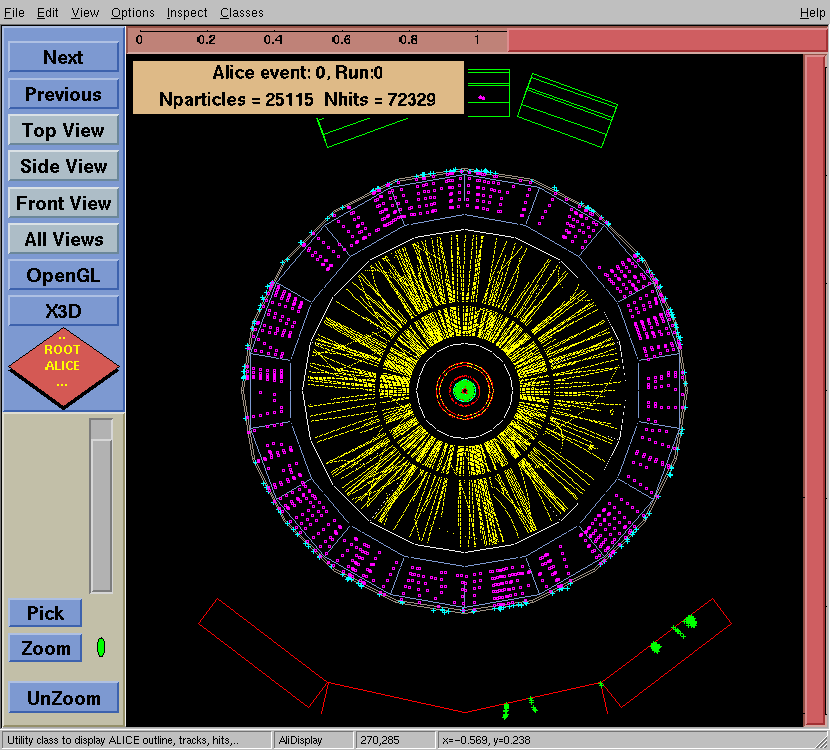 File Edit View Options Inspect Classes Help
0 0.2 0.4 0.6 0.8 1
Next
Previous
Top View
Side View
Front View
All Views
OpenGL
X3D
..
ROOT
ALICE
...
Alice event: 0, Run:0
Nparticles = 25115 Nhits = 72329
Pick
Zoom
UnZoom
Utility class to display ALICE outline, tracks, hits,.. AliDisplay 270,285 x=-0.569, y=0.238